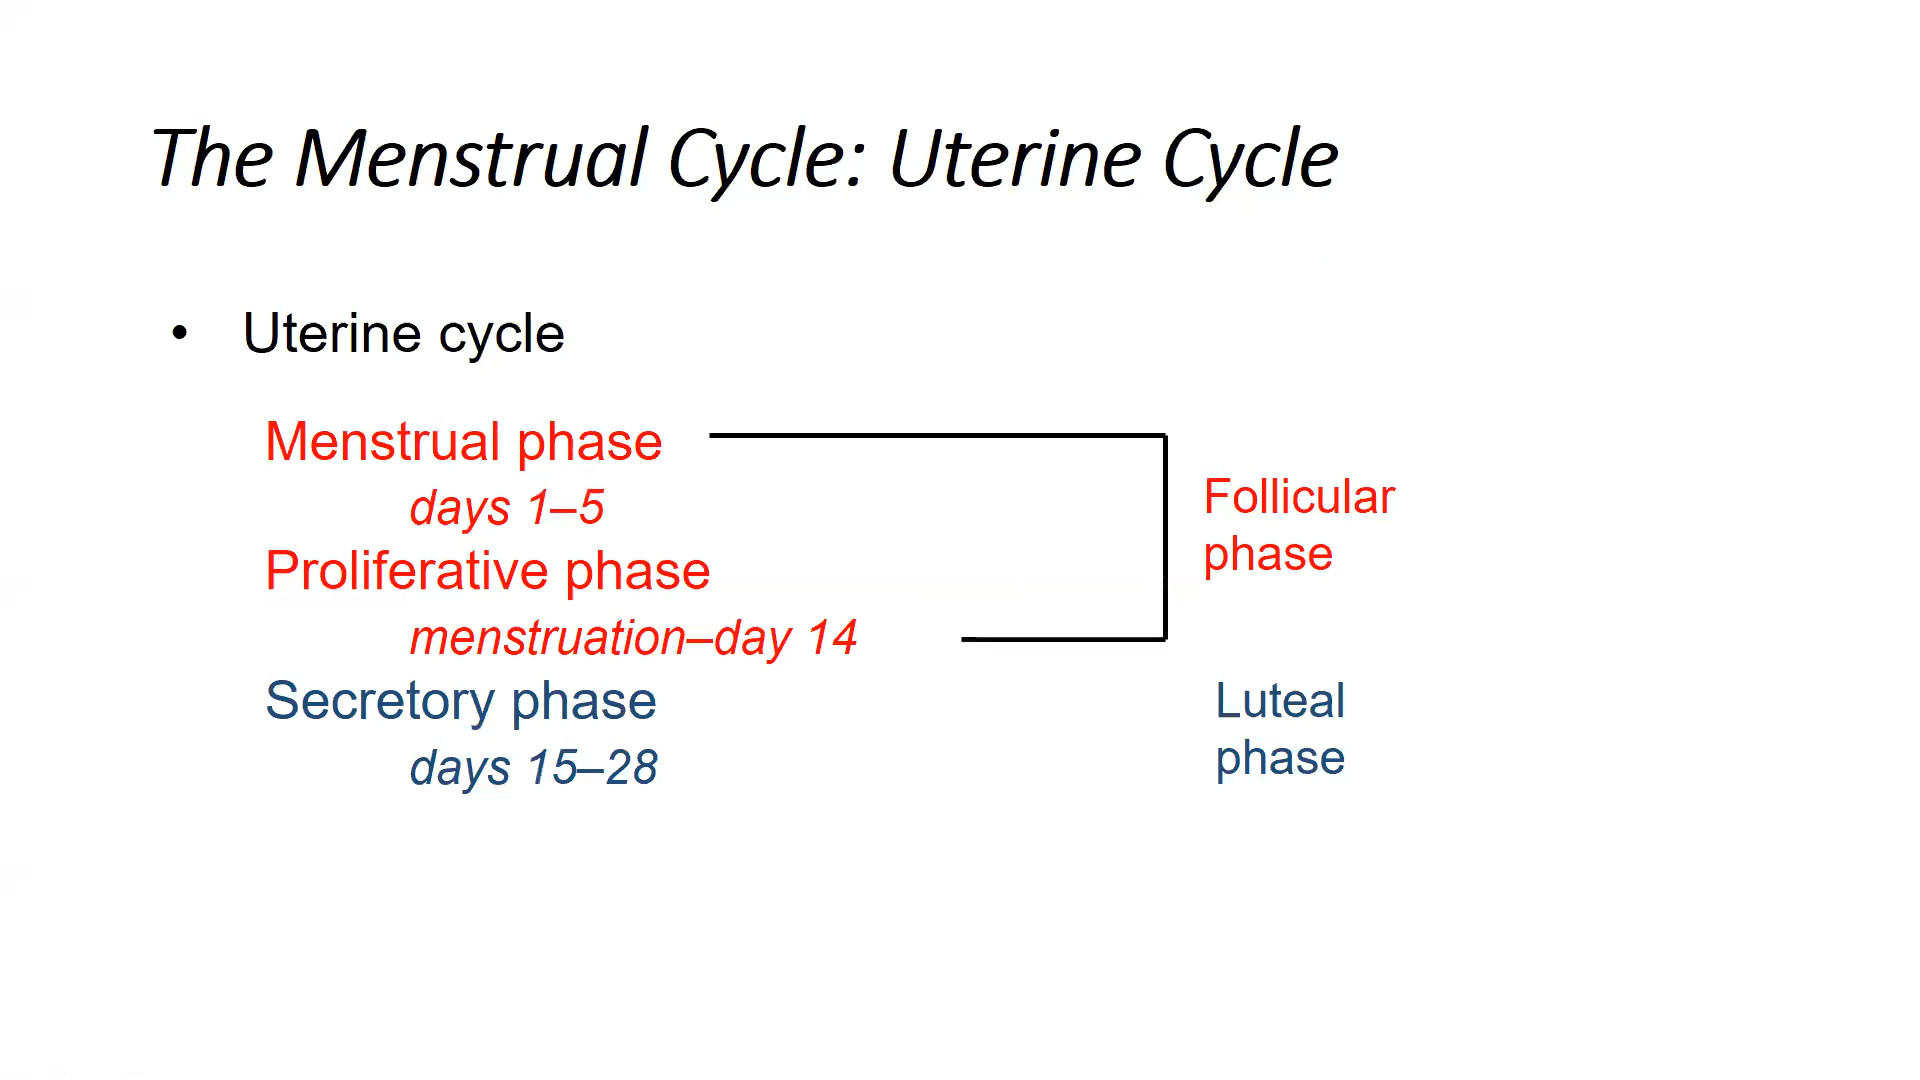 The Menstrual Cycle: Uterine Cycle
• Uterine cycle
Menstrual phase
days 1–5
Proliferative phase
menstruation–day 14
Secretory phase
days 15–28
Follicular
phase
Luteal
phase